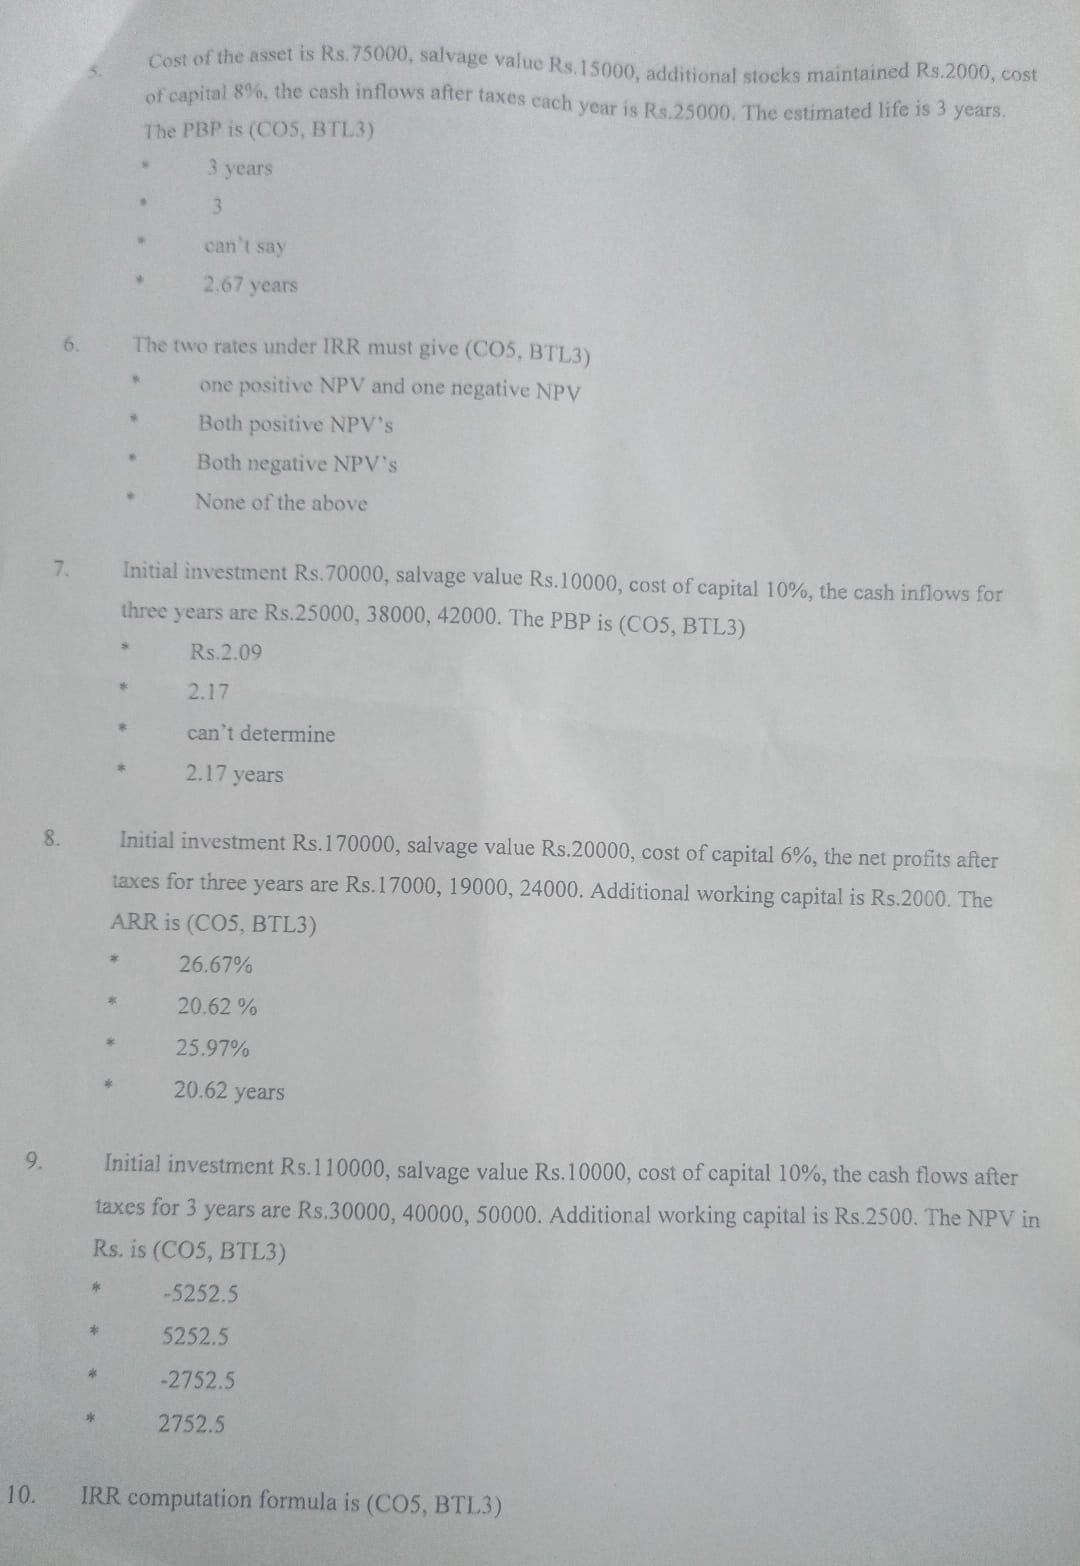 5. Cost of the asset is Rs.75000, salvage value Rs.15000, additional stocks maintained Rs.2000, cost
of capital 8%, the cash inflows after taxes each year is Rs.25000. The estimated life is 3 years.
The PBP is (CO5, BTL3)
* 3 years
* 3
* can't say
* 2.67 years
6. The two rates under IRR must give (CO5, BTL3)
* one positive NPV and one negative NPV
* Both positive NPV's
* Both negative NPV's
* None of the above
7. Initial investment Rs.70000, salvage value Rs.10000, cost of capital 10%, the cash inflows for
three years are Rs.25000, 38000, 42000. The PBP is (CO5, BTL3)
* Rs.2.09
* 2.17
* can't determine
* 2.17 years
8. Initial investment Rs.170000, salvage value Rs.20000, cost of capital 6%, the net profits after
taxes for three years are Rs.17000, 19000, 24000. Additional working capital is Rs.2000. The
ARR is (CO5, BTL3)
* 26.67%
* 20.62 %
* 25.97%
* 20.62 years
9. Initial investment Rs.110000, salvage value Rs.10000, cost of capital 10%, the cash flows after
taxes for 3 years are Rs.30000, 40000, 50000. Additional working capital is Rs.2500. The NPV in
Rs. is (CO5, BTL3)
* -5252.5
* 5252.5
* -2752.5
* 2752.5
10. IRR computation formula is (CO5, BTL3)